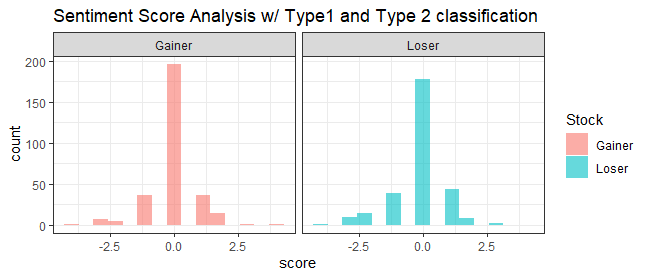 Sentiment Score Analysis w/ Type1 and Type 2 classification
Gainer
Loser
count
200
150
100
50
0
-2.5
0.0
2.5
-2.5
0.0
2.5
score
Stock
Gainer
Loser